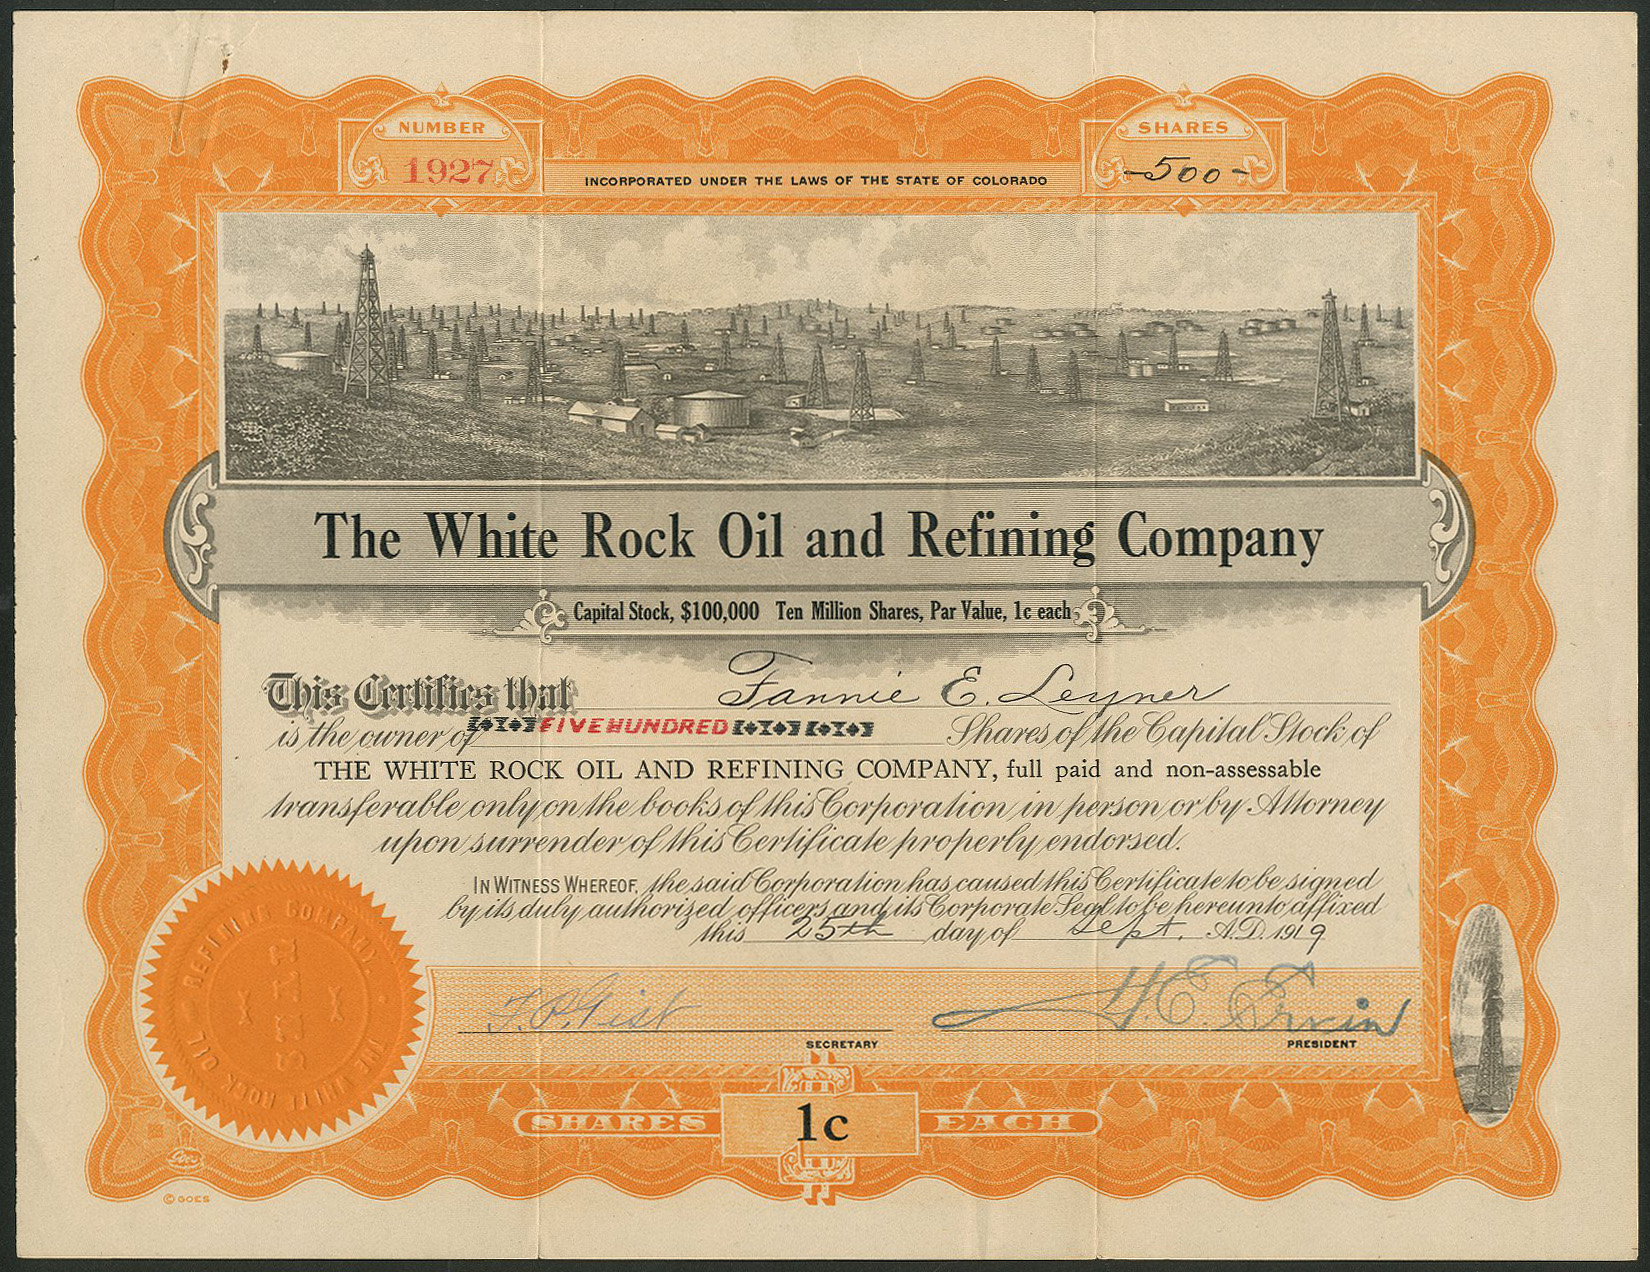 NUMBER
1927
SHARES
-500-
INCORPORATED UNDER THE LAWS OF THE STATE OF COLORADO
The White Rock Oil and Refining Company
Capital Stock, $100,000 Ten Million Shares, Par Value, 1c each
This Certifies that Fannie E. Leyner
is the owner of FIVE HUNDRED Shares of the Capital Stock of
THE WHITE ROCK OIL AND REFINING COMPANY, full paid and non-assessable
transferable only on the books of this Corporation in person or by Attorney
upon surrender of this Certificate properly endorsed.
IN WITNESS WHEREOF, the said Corporation has caused this Certificate to be signed
by its duly authorized officers and its Corporate Seal to be hereunto affixed
this 25th day of Sept. A.D. 1919
THE WHITE ROCK OIL - REFINING COMPANY.
SEAL
F. P. Gist
SECRETARY
H. E. Ervin
PRESIDENT
SHARES 1c EACH
Goes
© GOES